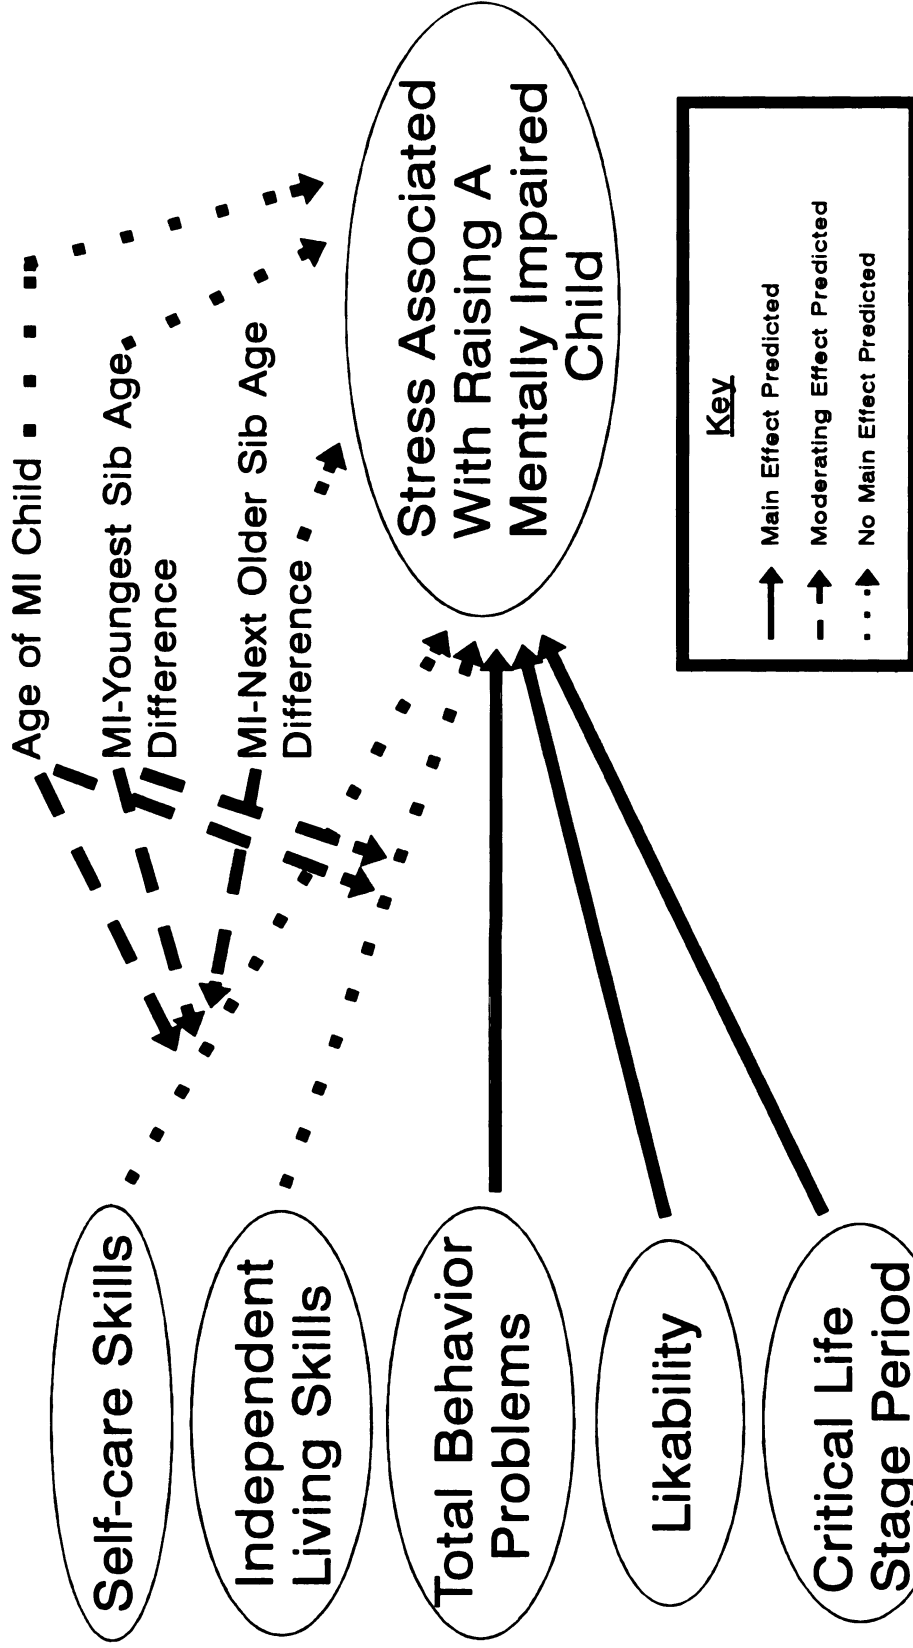 Self-care Skills
Independent
Living Skills
Total Behavior
Problems
Likability
Critical Life
Stage Period
Age of MI Child
MI-Youngest Sib Age
Difference
MI-Next Older Sib Age
Difference
Stress Associated
With Raising A
Mentally Impaired
Child
Key
Main Effect Predicted
Moderating Effect Predicted
No Main Effect Predicted